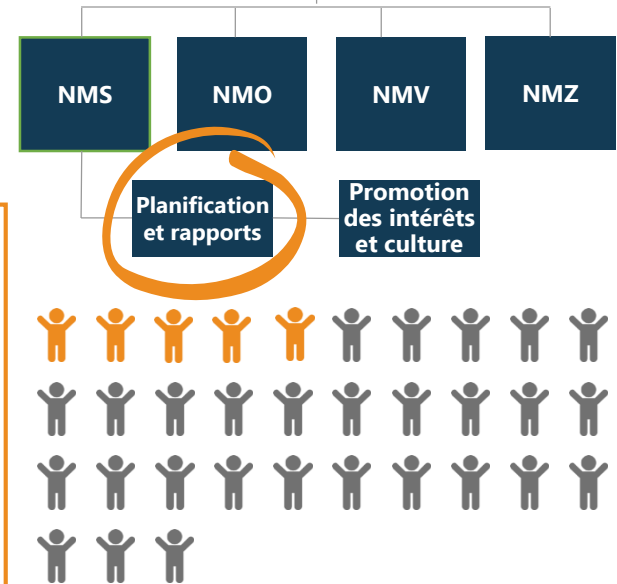 NMS
NMO
NMV
NMZ
Planification
et rapports
Promotion
des intérêts
et culture